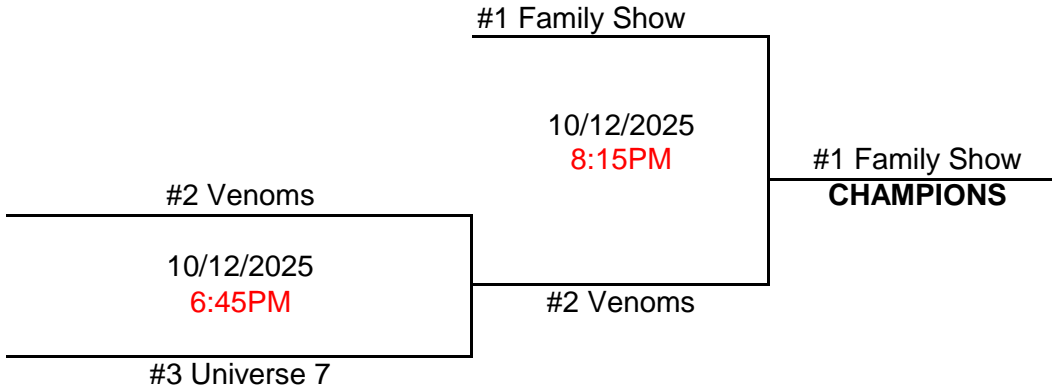 #1 Family Show
10/12/2025
8:15PM
#1 Family Show
CHAMPIONS
#2 Venoms
10/12/2025
6:45PM
#2 Venoms
#3 Universe 7